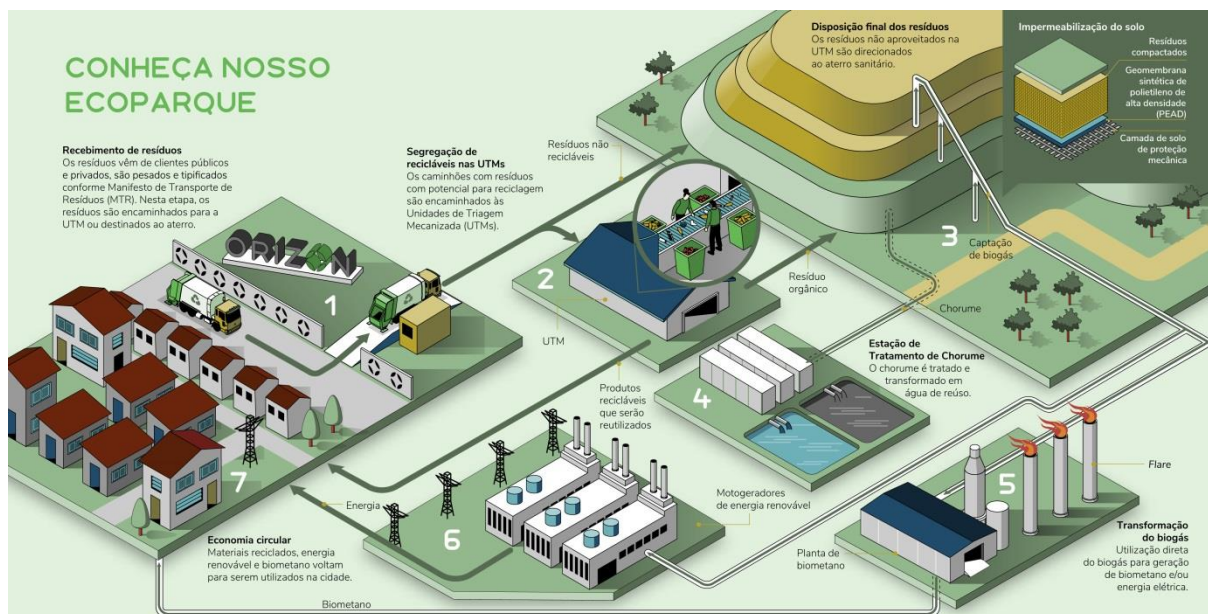 CONHEÇA NOSSO
ECOPARQUE
Recebimento de resíduos
Os resíduos vêm de clientes públicos
e privados, são pesados e tipificados
conforme Manifesto de Transporte de
Resíduos (MTR). Nesta etapa, os
resíduos são encaminhados para a
UTM ou destinados ao aterro.
ORIZON
1
Segregação de
recicláveis nas UTMs
Os caminhões com resíduos
com potencial para reciclagem
são encaminhados às
Unidades de Triagem
Mecanizada (UTMs).
Resíduos não
recicláveis
2
UTM
Resíduo
orgânico
Produtos
recicláveis
que serão
reutilizados
Disposição final dos resíduos
Os resíduos não aproveitados na
UTM são direcionados
ao aterro sanitário.
Impermeabilização do solo
Resíduos
compactados
Geomembrana
sintética de
polietileno de
alta densidade
(PEAD)
Camada de solo
de proteção
mecânica
3
Captação
de biogás
Chorume
Estação de
Tratamento de Chorume
O chorume é tratado e
transformado em
água de reúso.
4
5
Flare
Planta de
biometano
Transformação
do biogás
Utilização direta
do biogás para geração
de biometano e/ou
energia elétrica.
6
Motogeradores
de energia renovável
Energia
7
Economia circular
Materiais reciclados, energia
renovável e biometano voltam
para serem utilizados na cidade.
Biometano